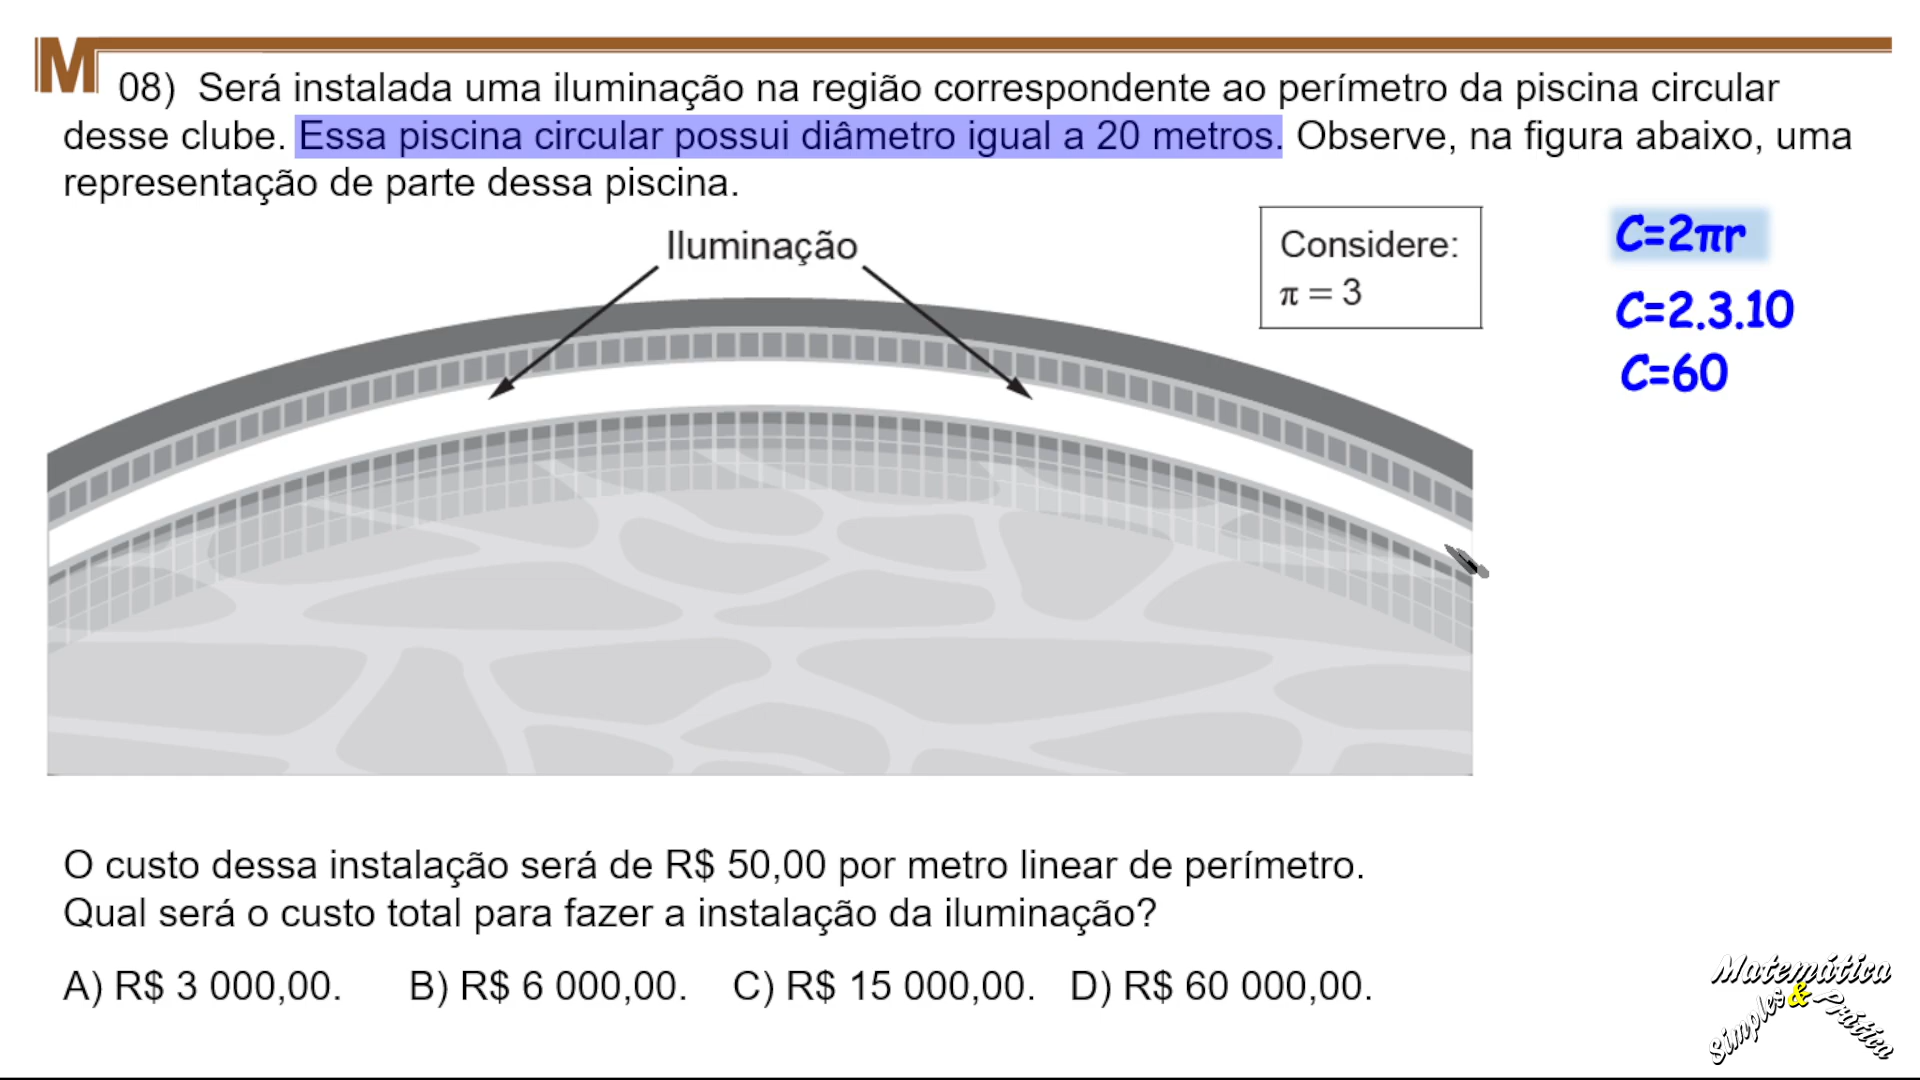 M
08) Será instalada uma iluminação na região correspondente ao perímetro da piscina circular
desse clube. Essa piscina circular possui diâmetro igual a 20 metros. Observe, na figura abaixo, uma
representação de parte dessa piscina.
Iluminação
Considere:
π = 3
C=2πr
C=2.3.10
C=60
O custo dessa instalação será de R$ 50,00 por metro linear de perímetro.
Qual será o custo total para fazer a instalação da iluminação?
A) R$ 3 000,00. B) R$ 6 000,00. C) R$ 15 000,00. D) R$ 60 000,00.
Matemática
Simples & Prática